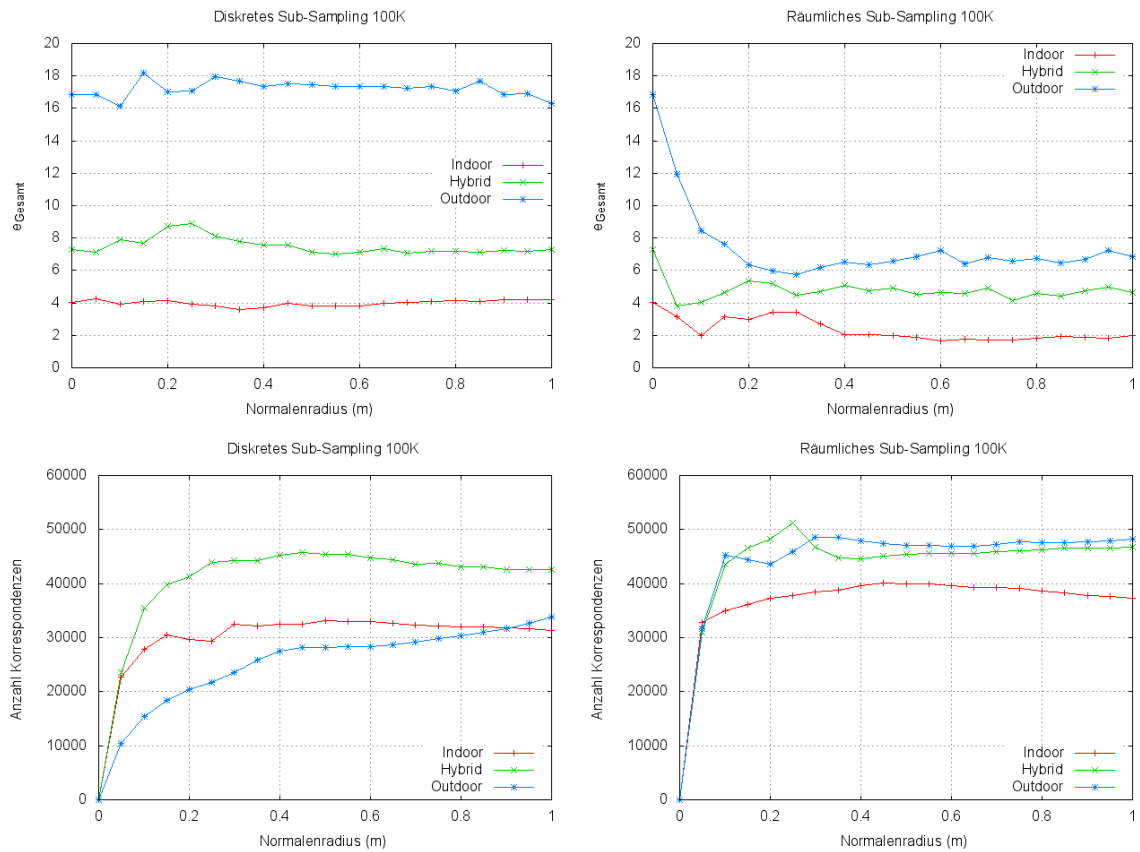 Diskretes Sub-Sampling 100K
20
18
16
14
12
10
8
6
4
2
0
eGesamt
Indoor
Hybrid
Outdoor
0 0.2 0.4 0.6 0.8 1
Normalenradius (m)
Räumliches Sub-Sampling 100K
20
18
16
14
12
10
8
6
4
2
0
eGesamt
Indoor
Hybrid
Outdoor
0 0.2 0.4 0.6 0.8 1
Normalenradius (m)
Diskretes Sub-Sampling 100K
60000
50000
40000
30000
20000
10000
0
Anzahl Korrespondenzen
Indoor
Hybrid
Outdoor
0 0.2 0.4 0.6 0.8 1
Normalenradius (m)
Räumliches Sub-Sampling 100K
60000
50000
40000
30000
20000
10000
0
Anzahl Korrespondenzen
Indoor
Hybrid
Outdoor
0 0.2 0.4 0.6 0.8 1
Normalenradius (m)